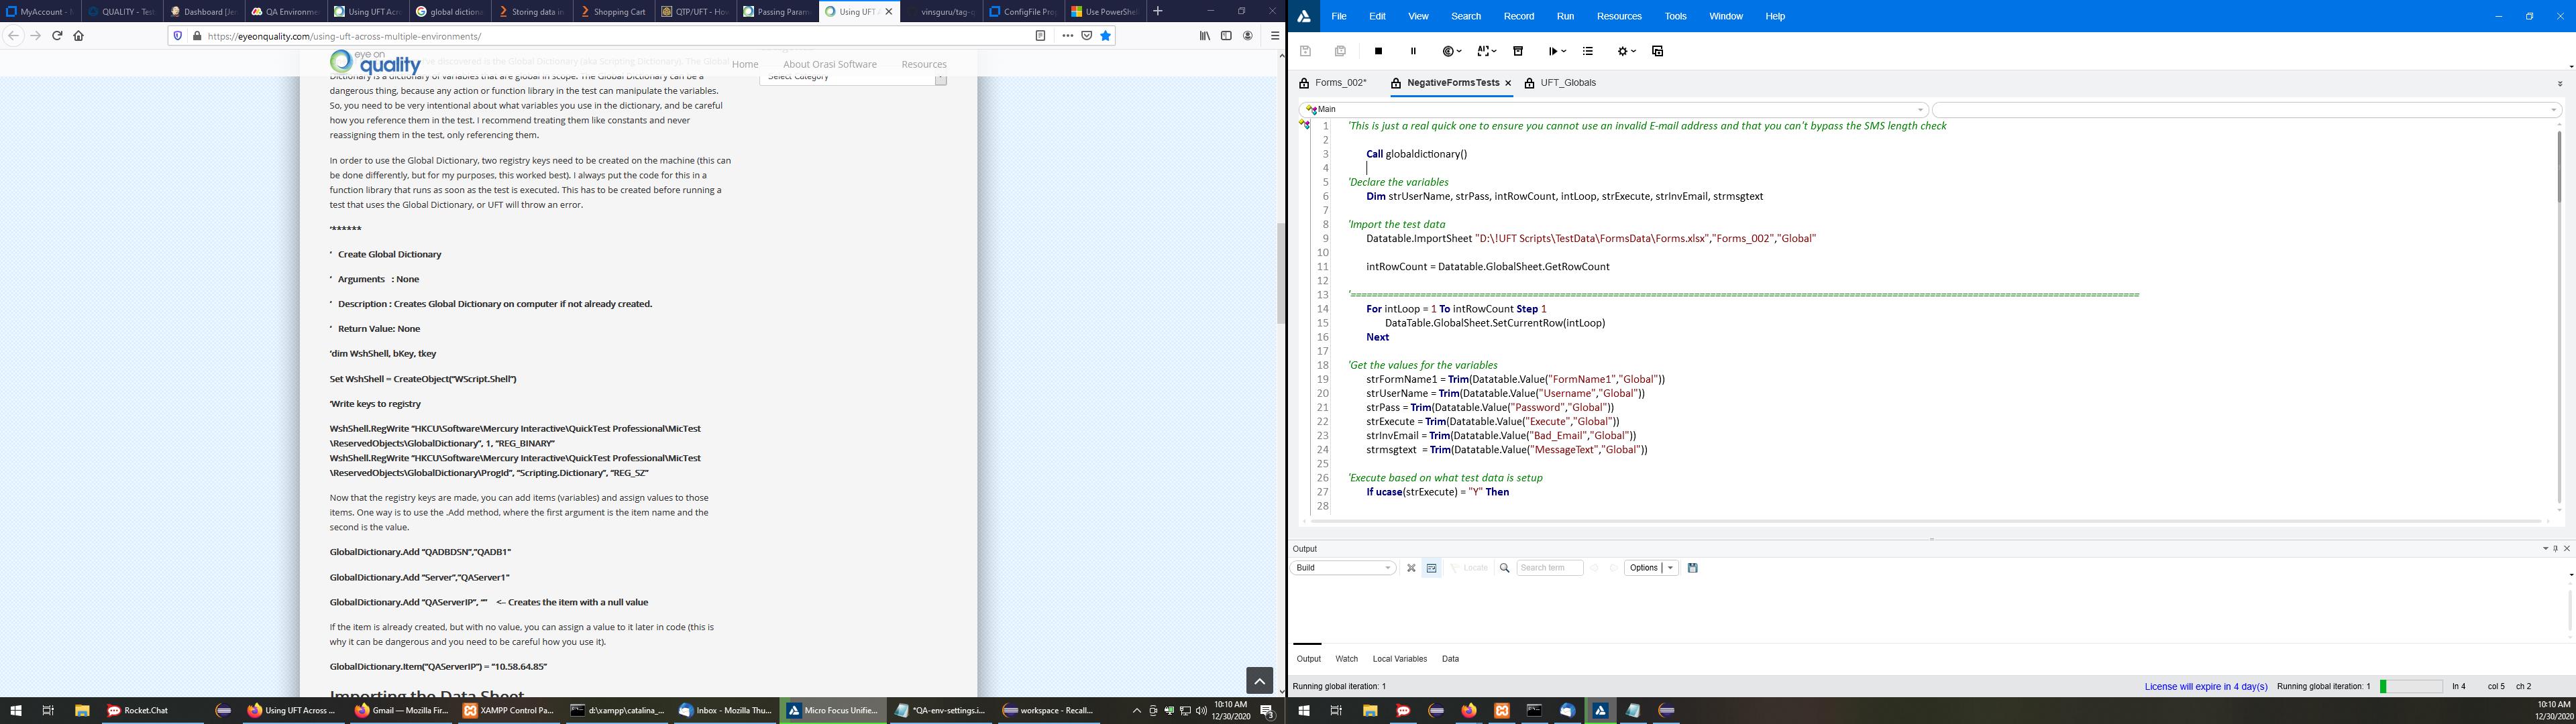 MyAccount -
QUALITY - Test
Dashboard [Je
QA Environme
Using UFT Acr
global dictiona
Storing data in
Shopping Cart
QTP/UFT - Ho
Passing Param
Using UFT
vinsguru/tag-c
ConfigFile Pro
Use PowerShel
https://eyeonquality.com/using-uft-across-multiple-environments/
eye on
quality
Home
About Orasi Software
Resources
've discovered is the Global Dictionary (aka Scripting Dictionary). The Global
Dictionary is a dictionary of variables that are global in scope. The Global Dictionary can be a
Select Category
dangerous thing, because any action or function library in the test can manipulate the variables.
So, you need to be very intentional about what variables you use in the dictionary, and be careful
how you reference them in the test. I recommend treating them like constants and never
reassigning them in the test, only referencing them.
In order to use the Global Dictionary, two registry keys need to be created on the machine (this can
be done differently, but for my purposes, this worked best). I always put the code for this in a
function library that runs as soon as the test is executed. This has to be created before running a
test that uses the Global Dictionary, or UFT will throw an error.
'******
' Create Global Dictionary
' Arguments : None
' Description : Creates Global Dictionary on computer if not already created.
' Return Value: None
'dim WshShell, bKey, tkey
Set WshShell = CreateObject("WScript.Shell")
'Write keys to registry
WshShell.RegWrite "HKCU\Software\Mercury Interactive\QuickTest Professional\MicTest
\ReservedObjects\GlobalDictionary", 1, "REG_BINARY"
WshShell.RegWrite "HKCU\Software\Mercury Interactive\QuickTest Professional\MicTest
\ReservedObjects\GlobalDictionary\ProgId", "Scripting.Dictionary", "REG_SZ"
Now that the registry keys are made, you can add items (variables) and assign values to those
items. One way is to use the .Add method, where the first argument is the item name and the
second is the value.
GlobalDictionary.Add "QADBDSN","QADB1"
GlobalDictionary.Add "Server","QAServer1"
GlobalDictionary.Add "QAServerIP", "" <– Creates the item with a null value
If the item is already created, but with no value, you can assign a value to it later in code (this is
why it can be dangerous and you need to be careful how you use it).
GlobalDictionary.Item("QAServerIP") = "10.58.64.85"
Importing the Data Sheet
Rocket.Chat
Using UFT Across ...
Gmail — Mozilla Fir...
XAMPP Control Pa...
d:\xampp\catalina_...
Inbox - Mozilla Thu...
Micro Focus Unifie...
*QA-env-settings.i...
workspace - Recall...
10:10 AM
12/30/2020
3
File Edit View Search Record Run Resources Tools Window Help
Forms_002*
NegativeFormsTests
UFT_Globals
Main
1 'This is just a real quick one to ensure you cannot use an invalid E-mail address and that you can't bypass the SMS length check
2
3 Call globaldictionary()
4
5 'Declare the variables
6 Dim strUserName, strPass, intRowCount, intLoop, strExecute, strInvEmail, strmsgtext
7
8 'Import the test data
9 Datatable.ImportSheet "D:\!UFT Scripts\TestData\FormsData\Forms.xlsx","Forms_002","Global"
10
11 intRowCount = Datatable.GlobalSheet.GetRowCount
12
13 '==========================================================================================
14 For intLoop = 1 To intRowCount Step 1
15 DataTable.GlobalSheet.SetCurrentRow(intLoop)
16 Next
17
18 'Get the values for the variables
19 strFormName1 = Trim(Datatable.Value("FormName1","Global"))
20 strUserName = Trim(Datatable.Value("Username","Global"))
21 strPass = Trim(Datatable.Value("Password","Global"))
22 strExecute = Trim(Datatable.Value("Execute","Global"))
23 strInvEmail = Trim(Datatable.Value("Bad_Email","Global"))
24 strmsgtext = Trim(Datatable.Value("MessageText","Global"))
25
26 'Execute based on what test data is setup
27 If ucase(strExecute) = "Y" Then
28
Output
Build
Locate
Search term
Options
Output Watch Local Variables Data
Running global iteration: 1
License will expire in 4 day(s)
Running global iteration: 1
ln 4 col 5 ch 2
10:10 AM
12/30/2020